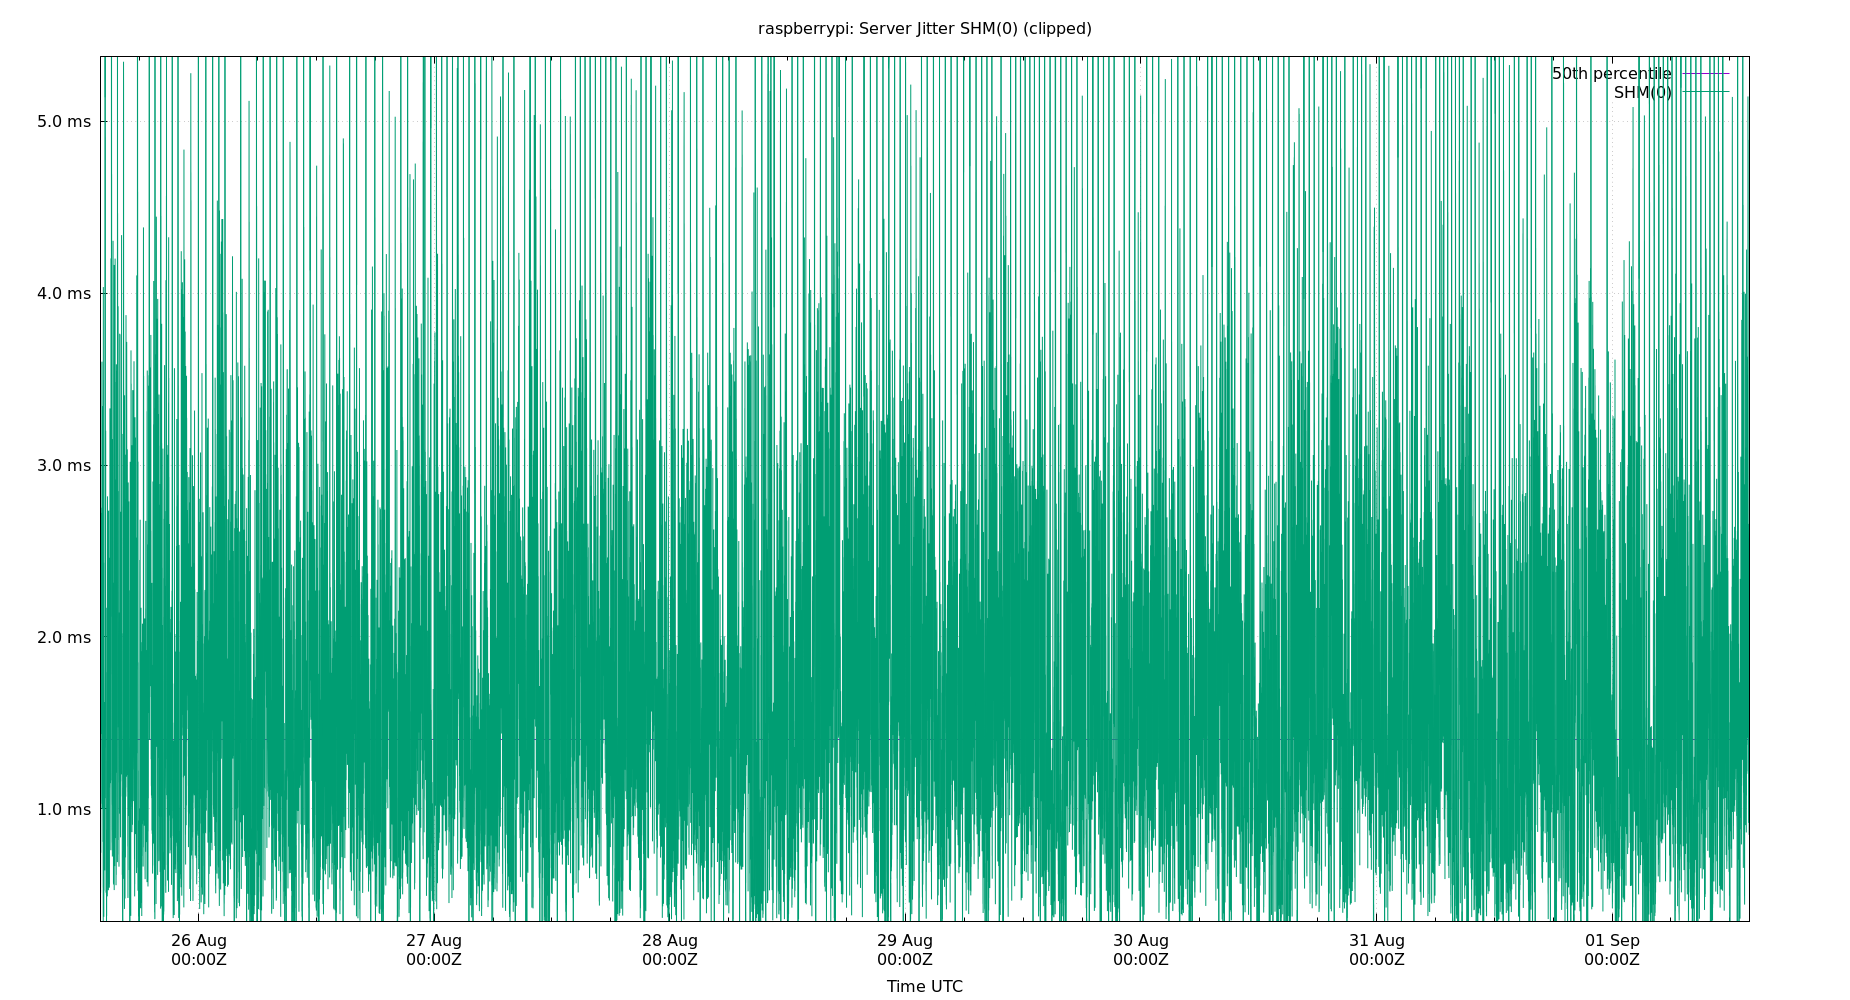 raspberrypi: Server Jitter SHM(0) (clipped)
50th percentile
SHM(0)
5.0 ms
4.0 ms
3.0 ms
2.0 ms
1.0 ms
26 Aug 27 Aug 28 Aug 29 Aug 30 Aug 31 Aug 01 Sep
00:00Z 00:00Z 00:00Z 00:00Z 00:00Z 00:00Z 00:00Z
Time UTC